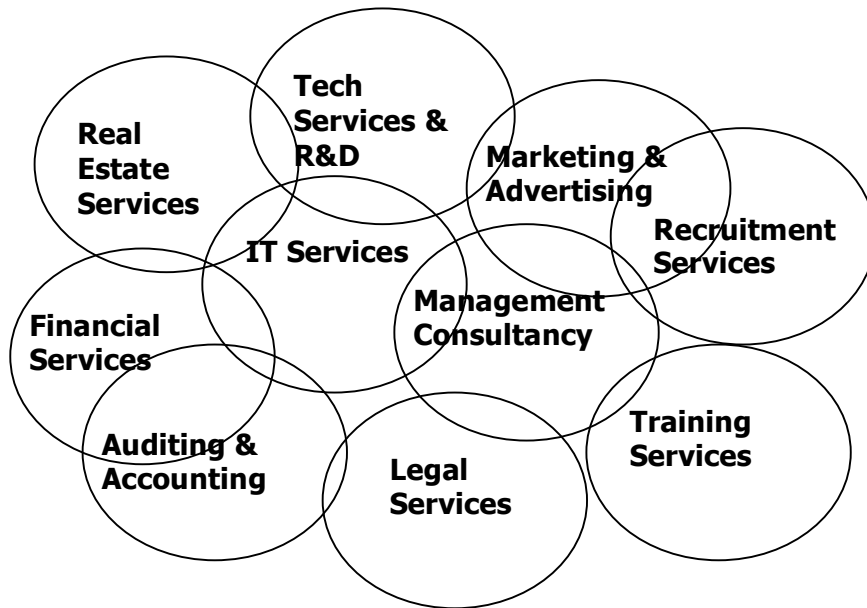 Tech
Services &
R&D
Real
Estate
Services
Marketing &
Advertising
Recruitment
Services
IT Services
Management
Consultancy
Financial
Services
Auditing &
Accounting
Legal
Services
Training
Services